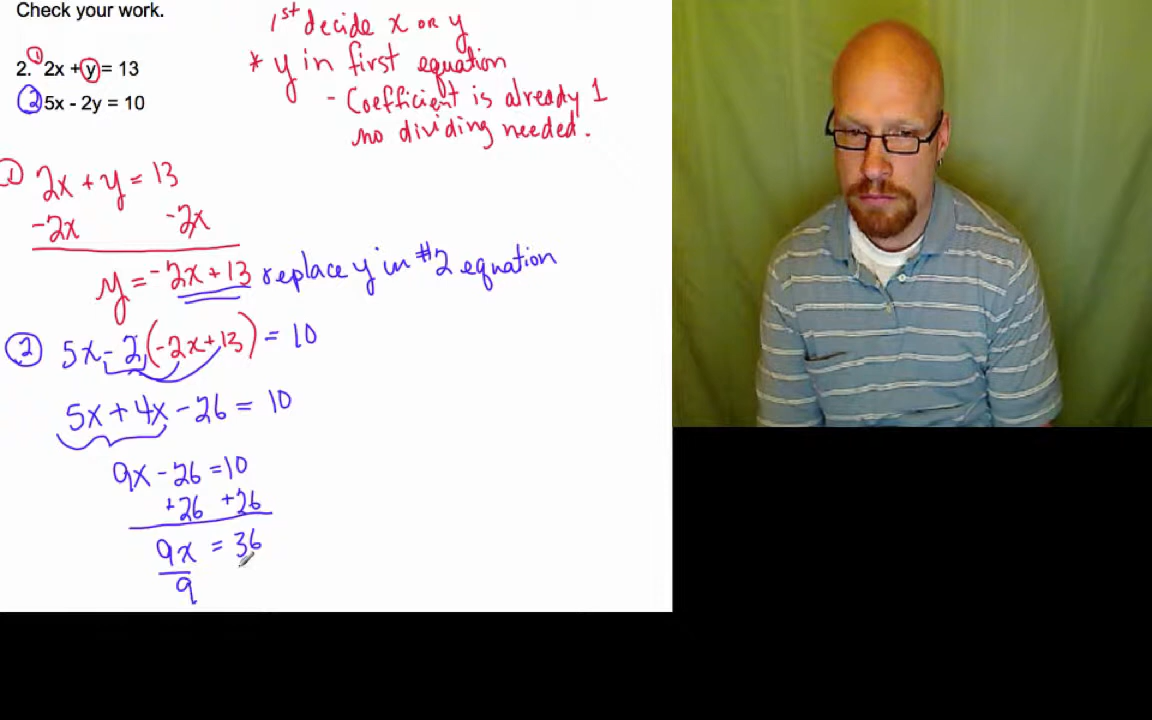 Check your work.
1st decide x OR y
2. ① 2x + y = 13
* y in first equation
② 5x - 2y = 10
- Coefficient is already 1
no dividing needed.
① 2x + y = 13
-2x -2x
y = -2x + 13 replace y in #2 equation
② 5x - 2(-2x+13) = 10
5x + 4x - 26 = 10
9x - 26 = 10
+26 +26
9x = 36
9